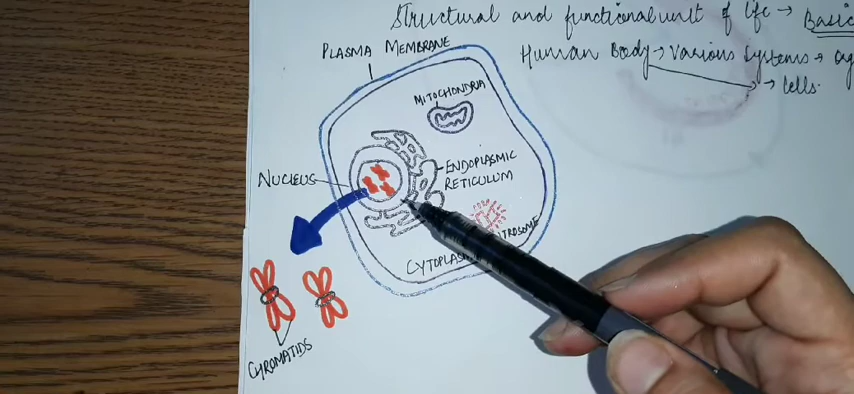 Structural and functional unit of life → Basic
Human Body → Various Systems →
→ Cells.
PLASMA MEMBRANE
MITOCHONDRIA
ENDOPLASMIC
RETICULUM
NUCLEUS
CHROMATIDS